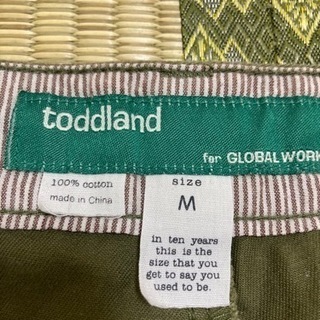 toddland
for GLOBAL WORK
100% cotton
made in China
size
M
in ten years
this is the
size that you
get to say you
used to be.